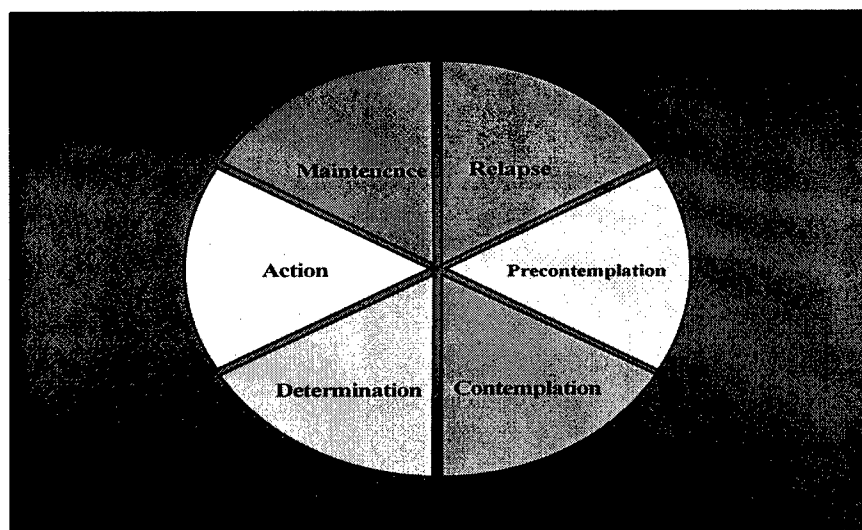 Maintenence Relapse
Action Precontemplation
Determination Contemplation